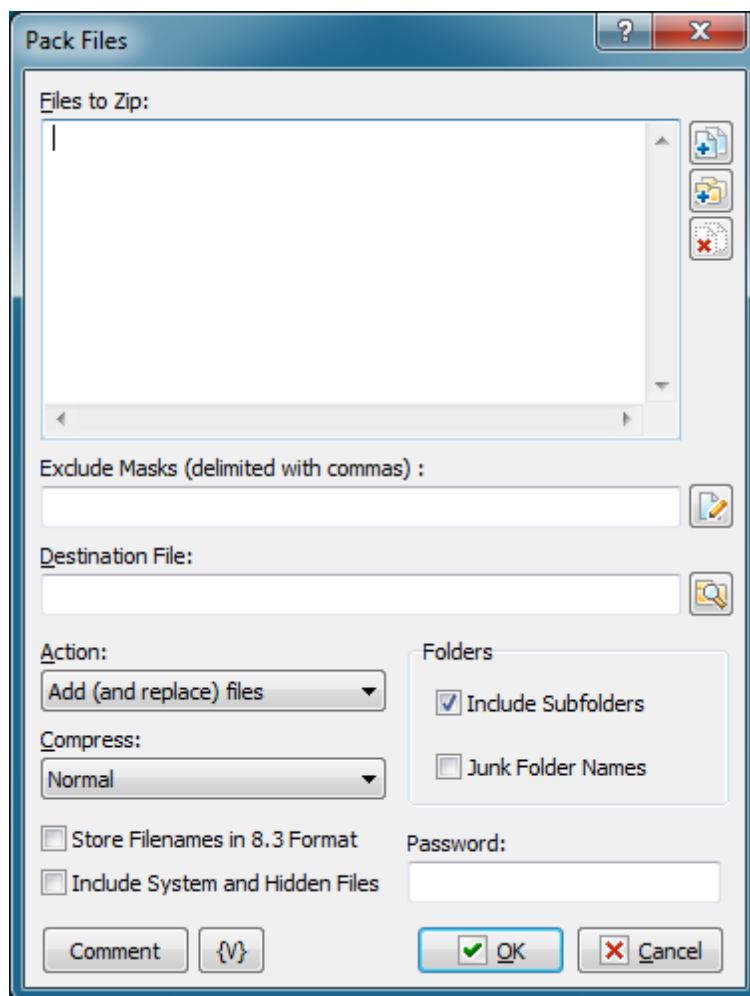 Pack Files
Files to Zip:
Exclude Masks (delimited with commas) :
Destination File:
Action:
Folders
Add (and replace) files
Include Subfolders
Compress:
Normal
Junk Folder Names
Store Filenames in 8.3 Format
Password:
Include System and Hidden Files
Comment
{V}
OK
Cancel